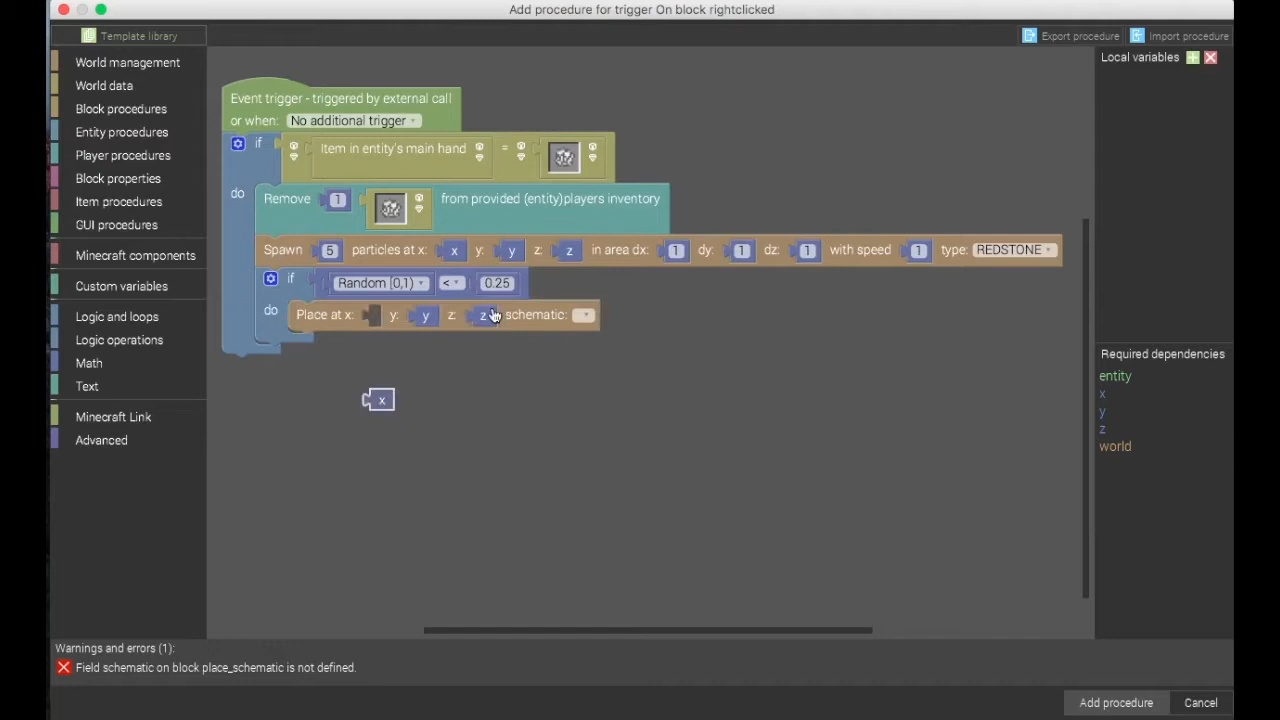 Add procedure for trigger On block rightclicked
Template library
Export procedure
Import procedure
World management
World data
Block procedures
Entity procedures
Player procedures
Block properties
Item procedures
GUI procedures
Minecraft components
Custom variables
Logic and loops
Logic operations
Math
Text
Minecraft Link
Advanced
Event trigger - triggered by external call
or when: No additional trigger
if Item in entity's main hand =
do Remove 1 from provided (entity)players inventory
Spawn 5 particles at x: x y: y z: z in area dx: 1 dy: 1 dz: 1 with speed 1 type: REDSTONE
if Random [0,1) < 0.25
do Place at x: y: y z: z schematic:
x
Local variables
Required dependencies
entity
x
y
z
world
Warnings and errors (1):
Field schematic on block place_schematic is not defined.
Add procedure
Cancel